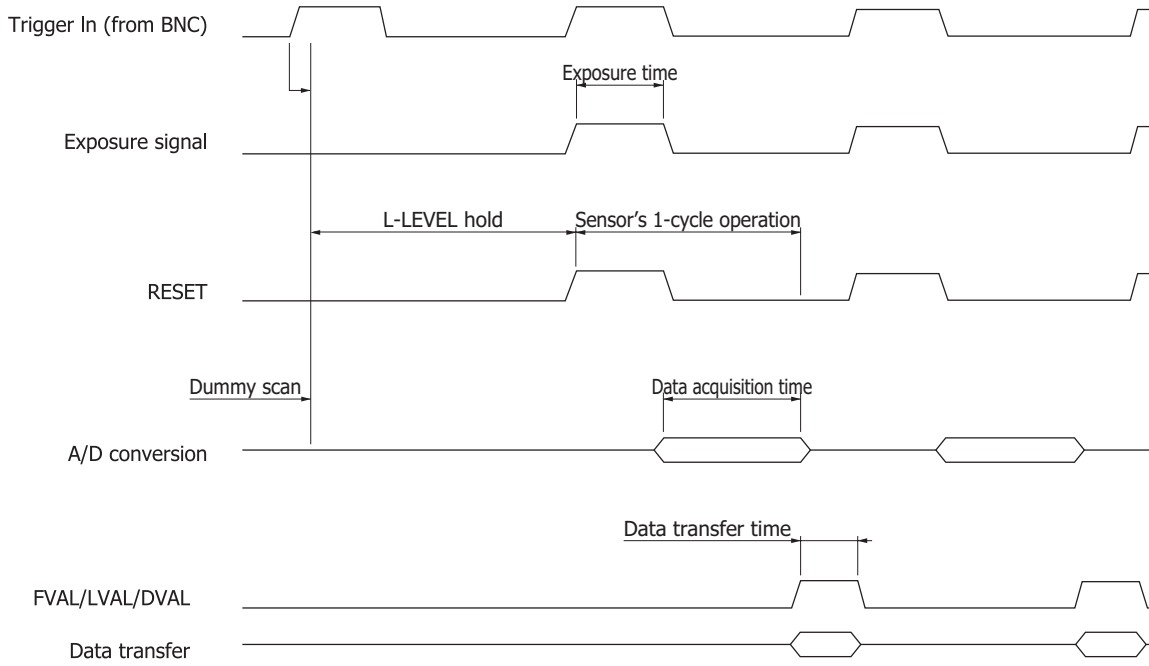 Trigger In (from BNC)
Exposure time
Exposure signal
L-LEVEL hold
Sensor's 1-cycle operation
RESET
Dummy scan
Data acquisition time
A/D conversion
Data transfer time
FVAL/LVAL/DVAL
Data transfer